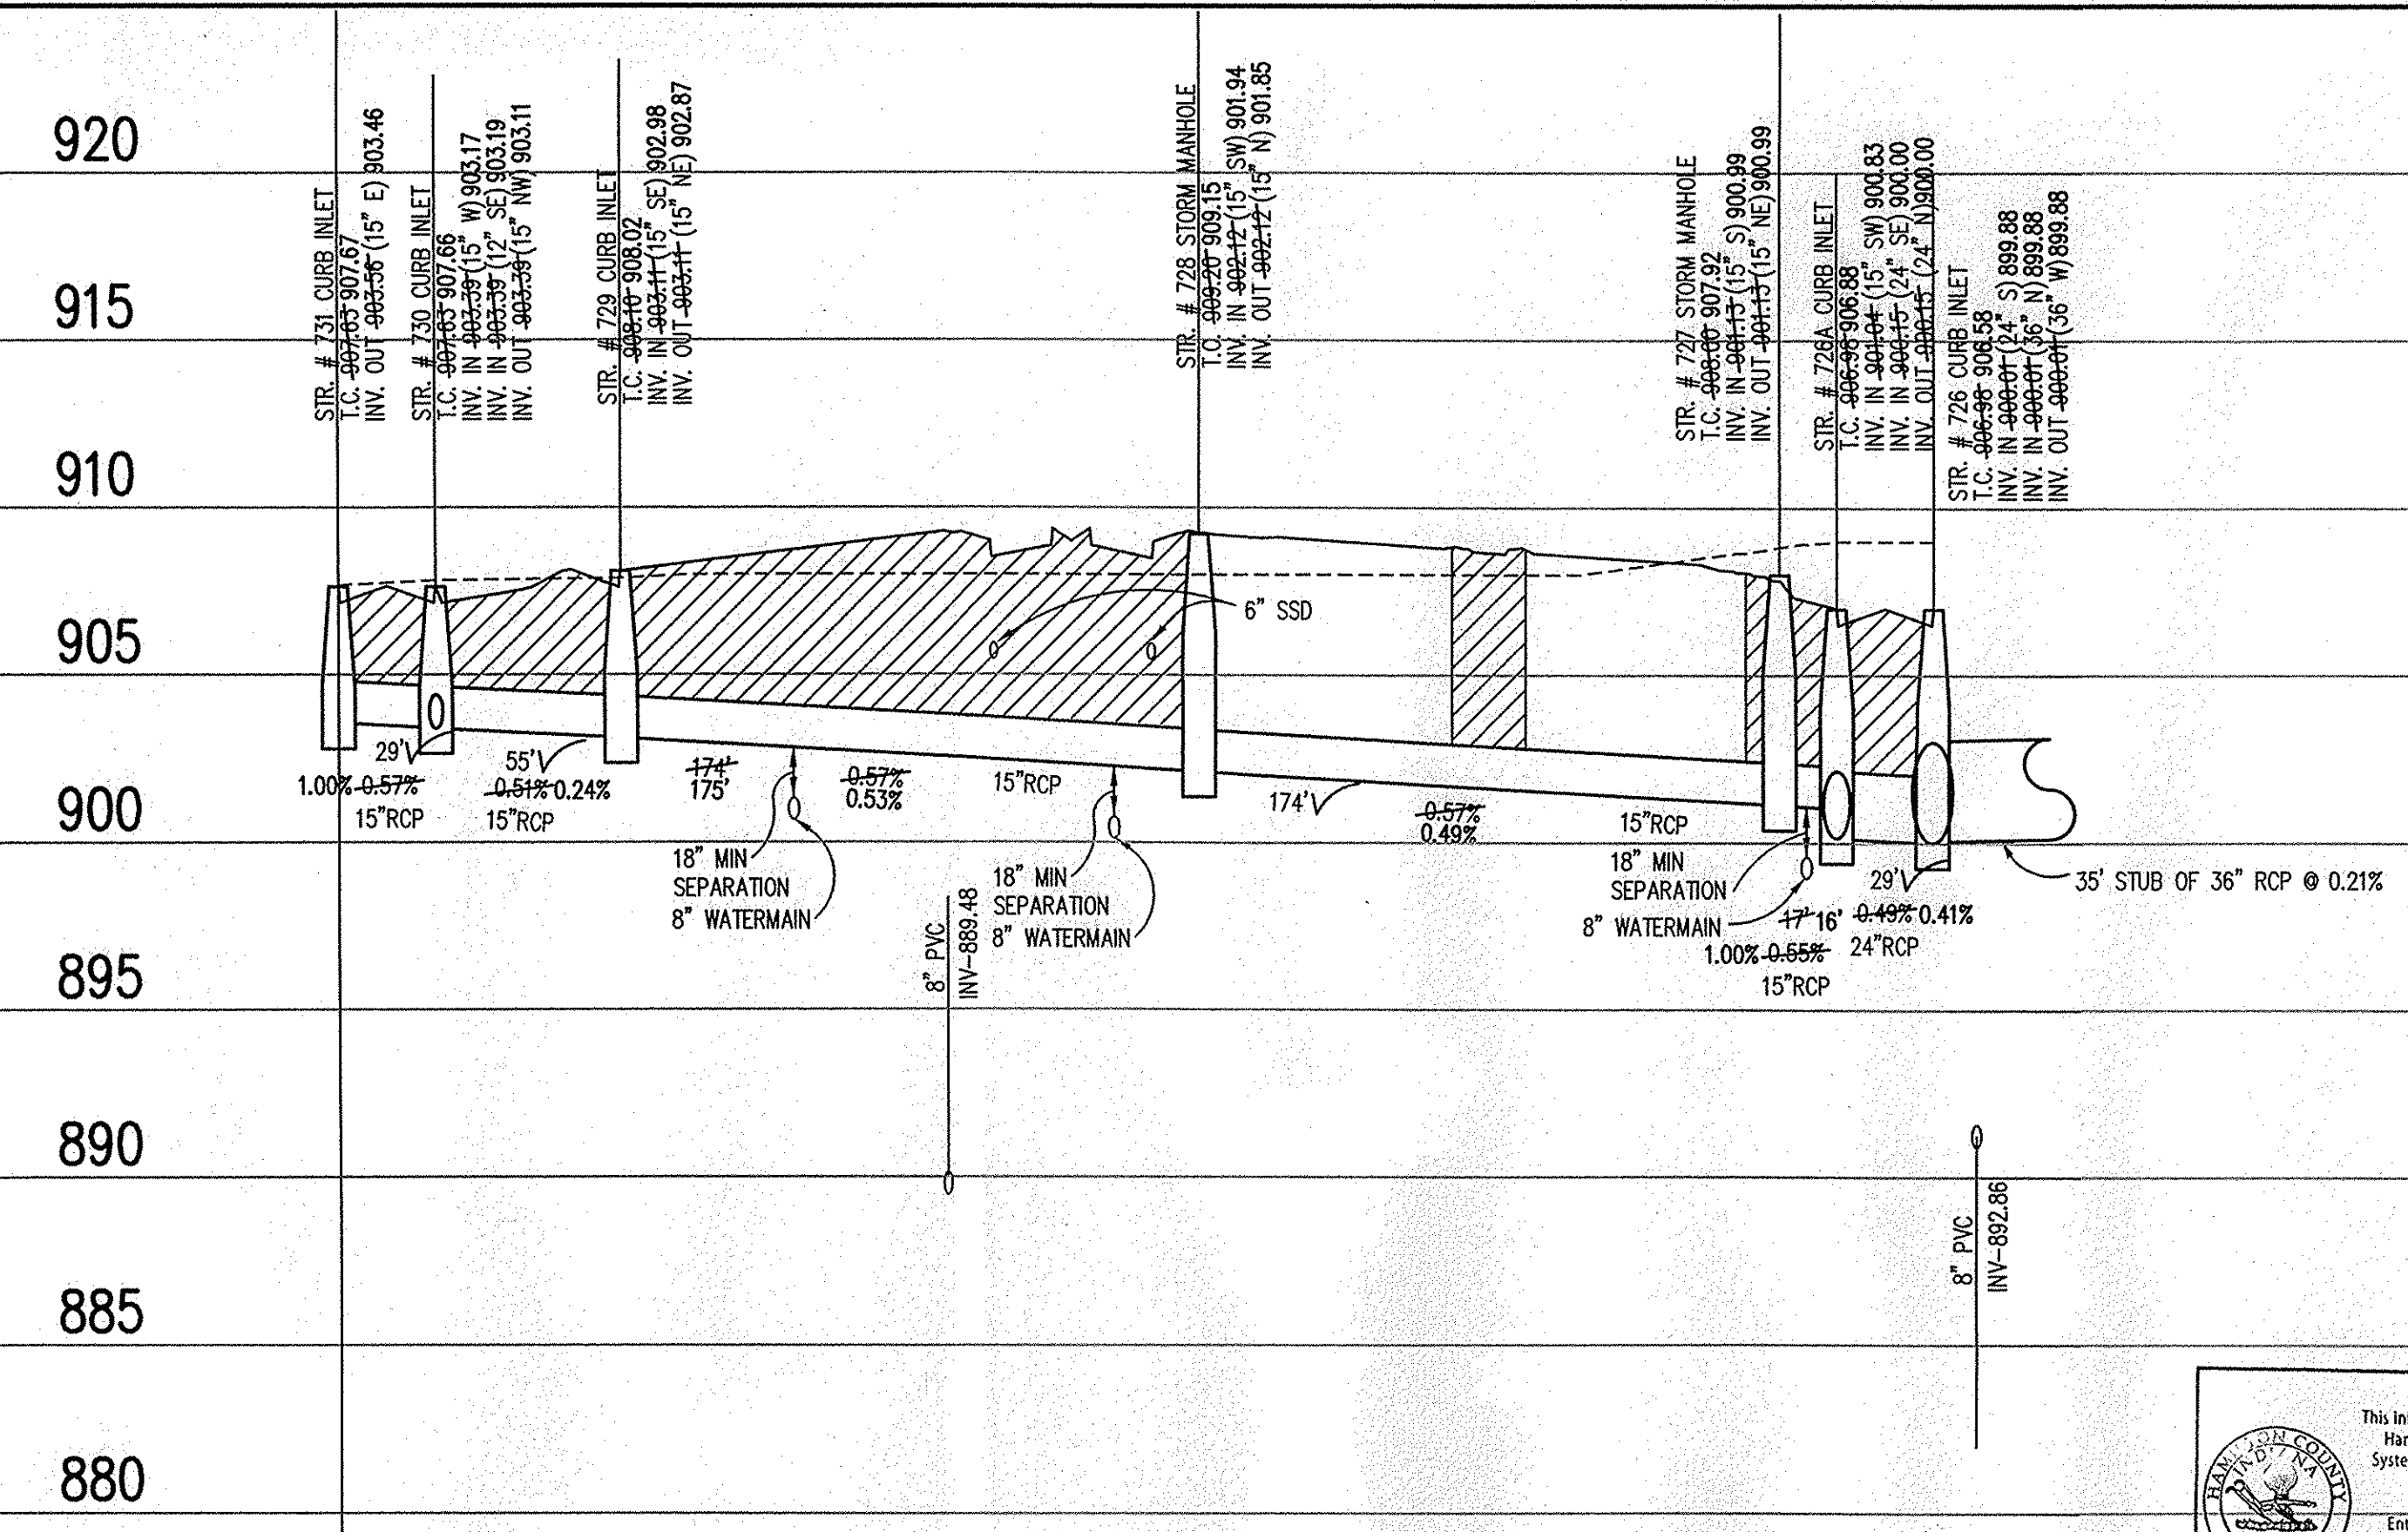 920
915
910
905
900
895
890
885
880
STR. # 731 CURB INLET
T.C. 907.63 907.67
INV. OUT 903.56 (15" E) 903.46
STR. # 730 CURB INLET
T.C. 907.63 907.66
INV. IN 903.39 (15" W) 903.17
INV. IN 903.39 (12" SE) 903.19
INV. OUT 903.39 (15" NW) 903.11
STR. # 729 CURB INLET
T.C. 908.10 908.02
INV. IN 903.11 (15" SE) 902.98
INV. OUT 903.11 (15" NE) 902.87
STR. # 728 STORM MANHOLE
T.C. 909.20 909.15
INV. IN 902.12 (15" SW) 901.94
INV. OUT 902.12 (15" N) 901.85
STR. # 727 STORM MANHOLE
T.C. 908.00 907.92
INV. IN 901.13 (15" S) 900.99
INV. OUT 901.13 (15" NE) 900.99
STR. # 726A CURB INLET
T.C. 906.98 906.88
INV. IN 901.04 (15" SW) 900.83
INV. IN 900.15 (24" SE) 900.00
INV. OUT 900.15 (24" N) 900.00
STR. # 726 CURB INLET
T.C. 906.98 906.58
INV. IN 900.01 (24" S) 899.88
INV. IN 900.01 (36" N) 899.88
INV. OUT 900.01 (36" W) 899.88
6" SSD
29'
1.00% 0.57%
15"RCP
55'
0.51% 0.24%
15"RCP
174'
175'
0.57%
0.53%
15"RCP
174'
0.57%
0.49%
15"RCP
18" MIN
SEPARATION
8" WATERMAIN
18" MIN
SEPARATION
8" WATERMAIN
18" MIN
SEPARATION
8" WATERMAIN
17' 16'
1.00% 0.55%
15"RCP
29'
0.49% 0.41%
24"RCP
35' STUB OF 36" RCP @ 0.21%
8" PVC
INV-889.48
8" PVC
INV-892.86
HAMILTON COUNTY
INDIANA
This in
Har
Syste